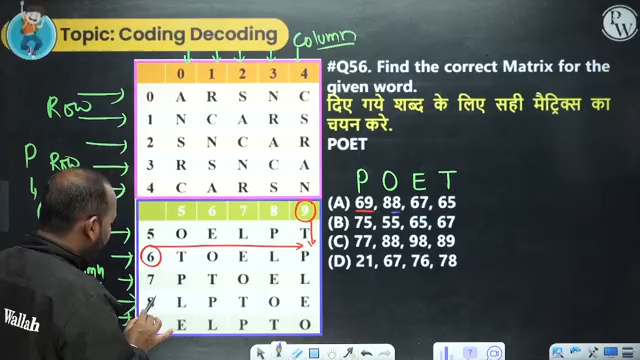 Topic: Coding Decoding
Column
0 1 2 3 4
0 A R S N C
1 N C A R S
2 S N C A R
3 R S N C A
4 C A R S N
Row
P Row
5 6 7 8 9
5 O E L P T
6 T O E L P
7 P T O E L
L P T O E
E L P T O
#Q56. Find the correct Matrix for the
given word.
दिए गये शब्द के लिए सही मैट्रिक्स का
चयन करे.
POET
P O E T
(A) 69, 88, 67, 65
(B) 75, 55, 65, 67
(C) 77, 88, 98, 89
(D) 21, 67, 76, 78
PW
Wallah